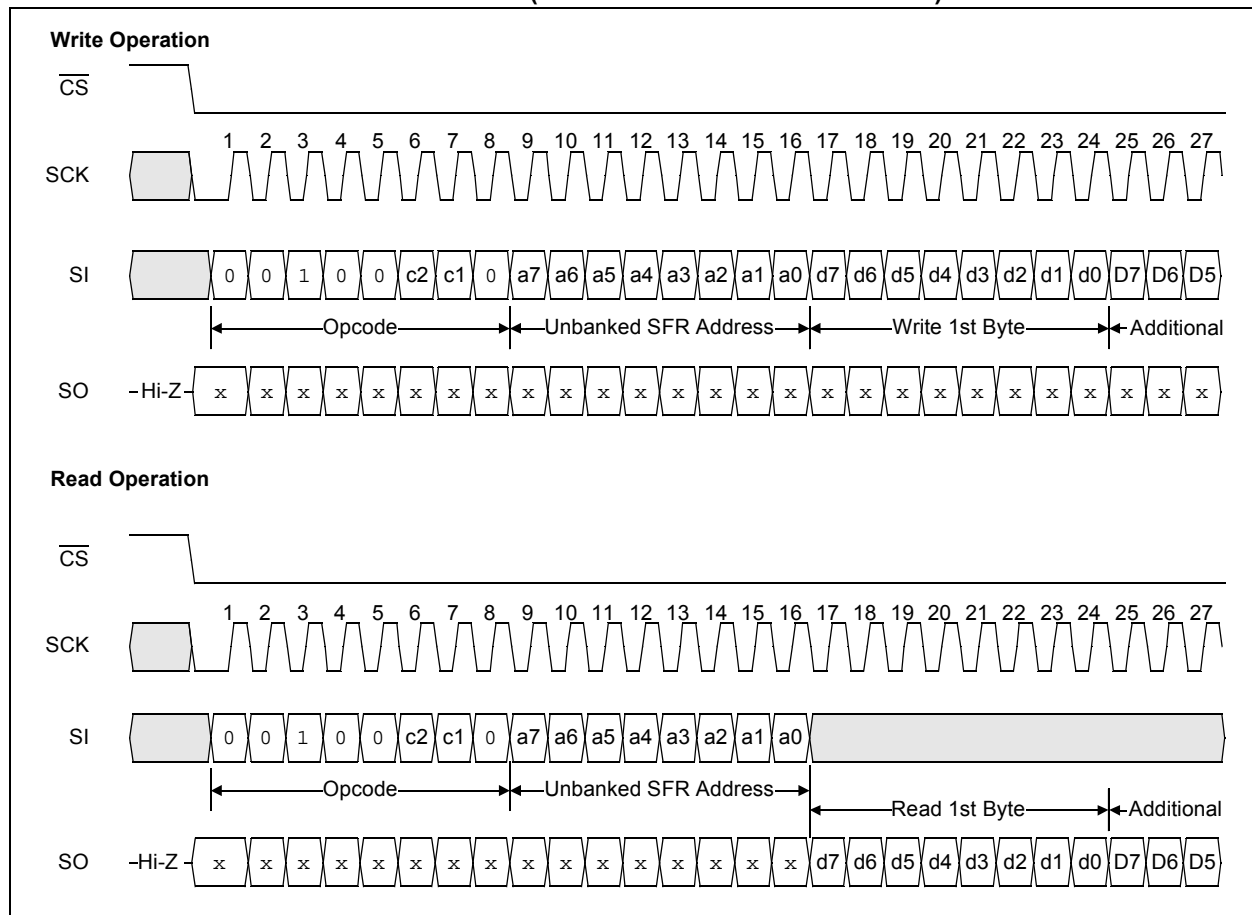 Write Operation
CS
1 2 3 4 5 6 7 8 9 10 11 12 13 14 15 16 17 18 19 20 21 22 23 24 25 26 27
SCK
SI 0 0 1 0 0 c2 c1 0 a7 a6 a5 a4 a3 a2 a1 a0 d7 d6 d5 d4 d3 d2 d1 d0 D7 D6 D5
Opcode Unbanked SFR Address Write 1st Byte Additional
SO Hi-Z x x x x x x x x x x x x x x x x x x x x x x x x x x x
Read Operation
CS
1 2 3 4 5 6 7 8 9 10 11 12 13 14 15 16 17 18 19 20 21 22 23 24 25 26 27
SCK
SI 0 0 1 0 0 c2 c1 0 a7 a6 a5 a4 a3 a2 a1 a0
Opcode Unbanked SFR Address
Read 1st Byte Additional
SO Hi-Z x x x x x x x x x x x x x x x x d7 d6 d5 d4 d3 d2 d1 d0 D7 D6 D5